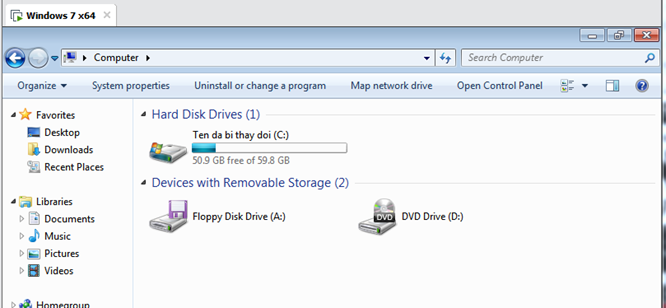 Windows 7 x64
Computer
Search Computer
Organize
System properties
Uninstall or change a program
Map network drive
Open Control Panel
Favorites
Desktop
Downloads
Recent Places
Libraries
Documents
Music
Pictures
Videos
Homegroup
Hard Disk Drives (1)
Ten da bi thay doi (C:)
50.9 GB free of 59.8 GB
Devices with Removable Storage (2)
Floppy Disk Drive (A:)
DVD
DVD Drive (D:)